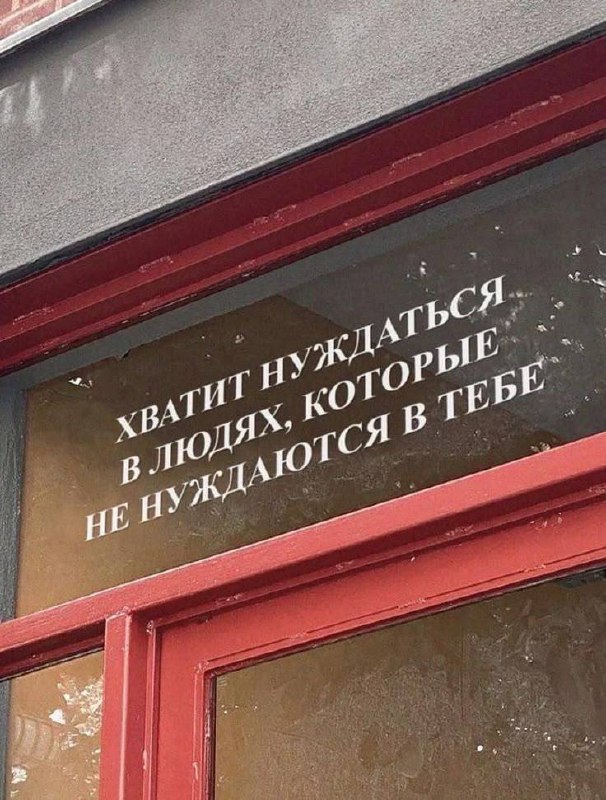 ХВАТИТ НУЖДАТЬСЯ
В ЛЮДЯХ, КОТОРЫЕ
НЕ НУЖДАЮТСЯ В ТЕБЕ